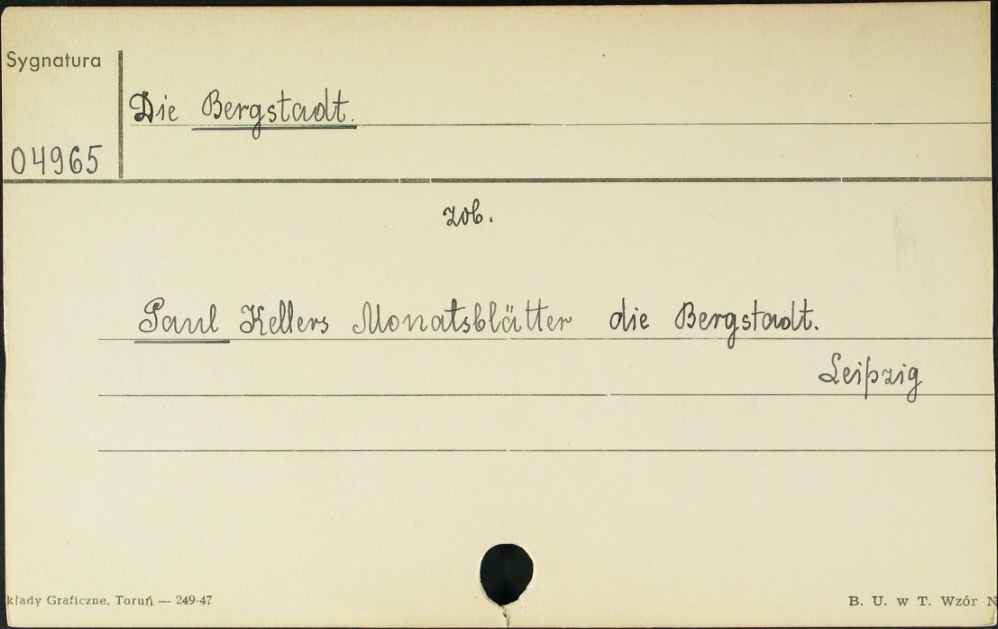 Sygnatura
Die Bergstadt.
04965
zob.
Paul Kellers Monatsblätter die Bergstadt.
Leipzig
kłady Graficzne, Toruń — 249-47
B. U. w T. Wzór N